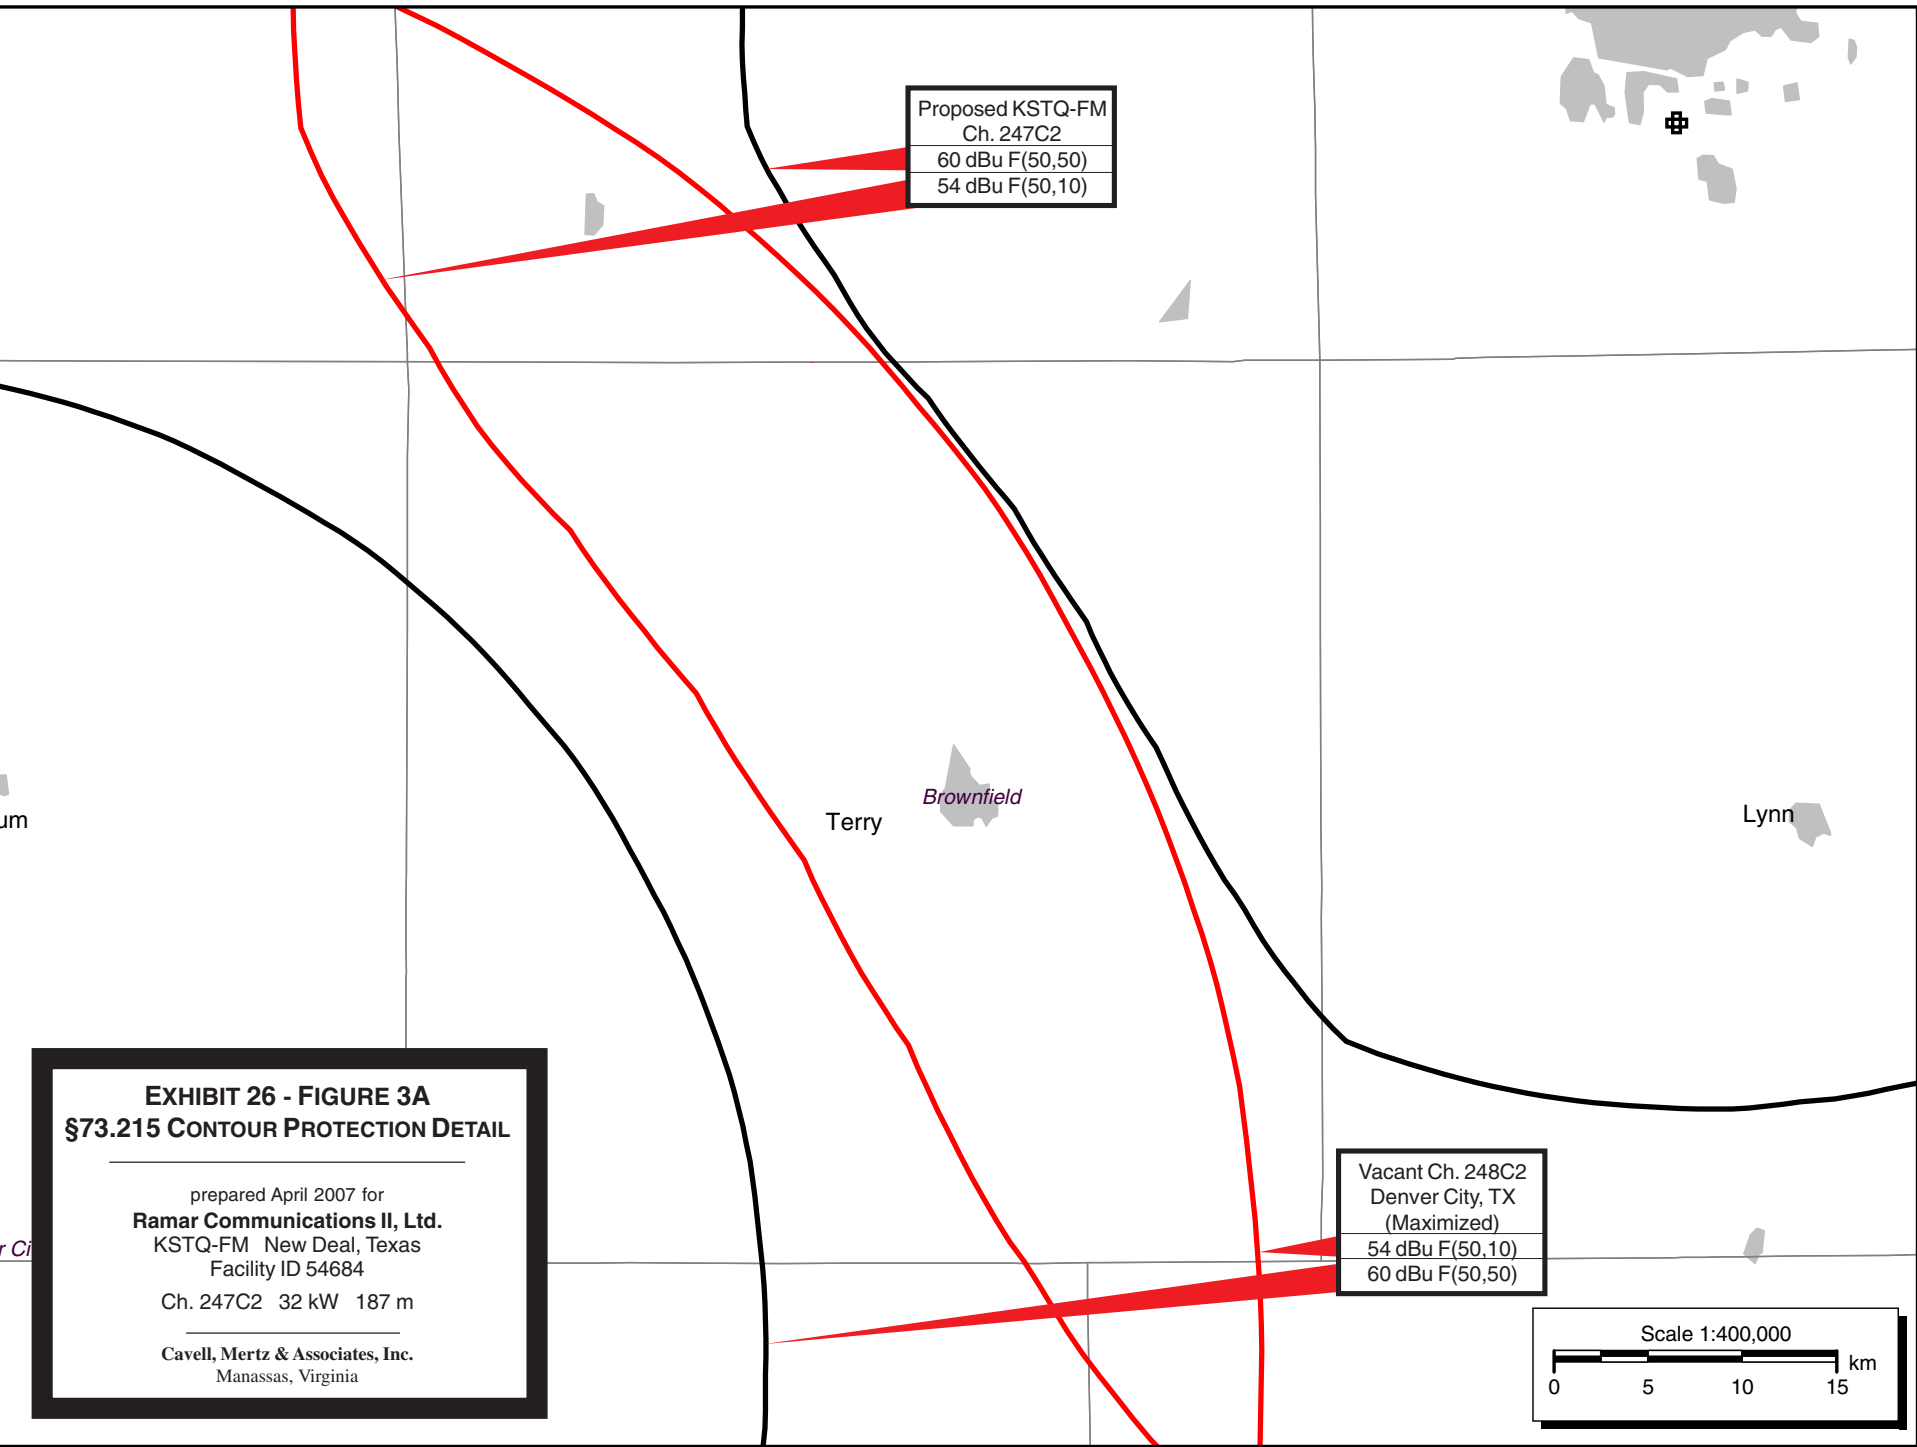 Proposed KSTQ-FM
Ch. 247C2
60 dBu F(50,50)
54 dBu F(50,10)
Brownfield
Terry
Lynn
um
r Ci
EXHIBIT 26 - FIGURE 3A
§73.215 CONTOUR PROTECTION DETAIL
prepared April 2007 for
Ramar Communications II, Ltd.
KSTQ-FM New Deal, Texas
Facility ID 54684
Ch. 247C2 32 kW 187 m
Cavell, Mertz & Associates, Inc.
Manassas, Virginia
Vacant Ch. 248C2
Denver City, TX
(Maximized)
54 dBu F(50,10)
60 dBu F(50,50)
Scale 1:400,000
km
0 5 10 15